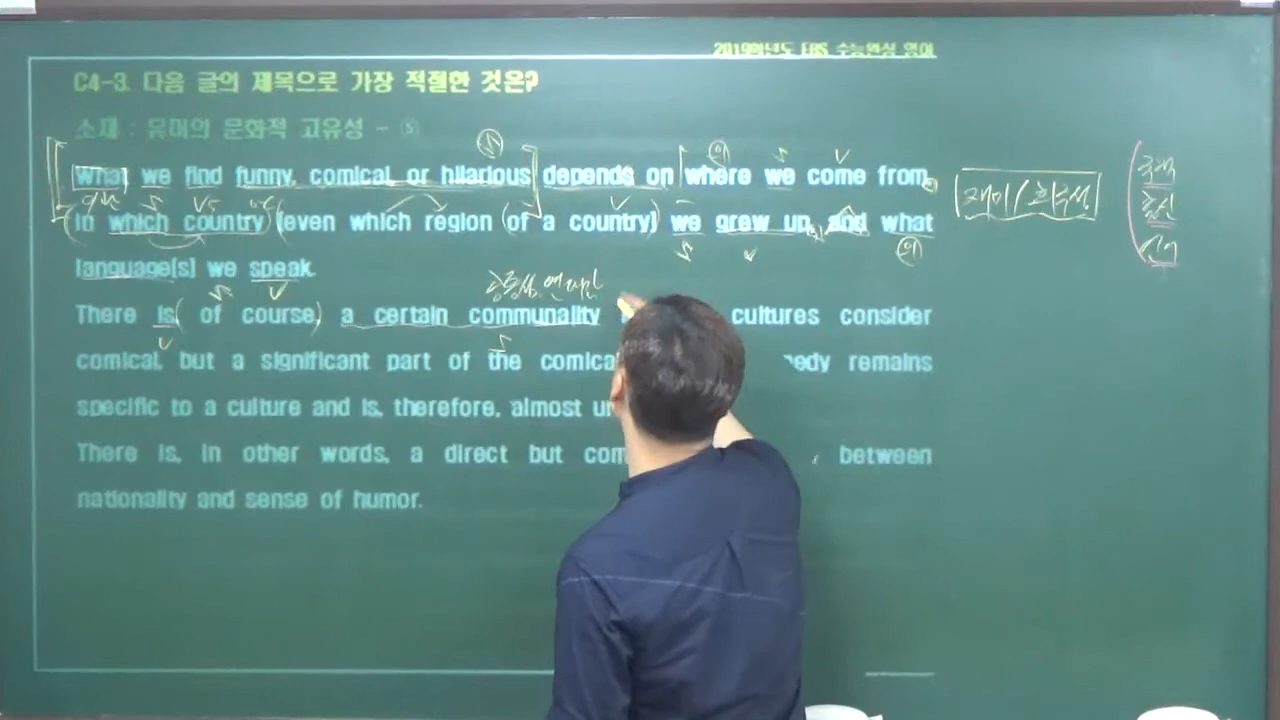 2019학년도 EBS 수능완성 영어
C4-3. 다음 글의 제목으로 가장 적절한 것은?
소재 : 유머의 문화적 고유성 - ⑤
What we find funny, comical or hilarious depends on where we come from,
in which country (even which region of a country) we grew up, and what
language[s] we speak.
공통성, 연대감
There is, of course, a certain communality cultures consider
comical, but a significant part of the comical remains
specific to a culture and is, therefore, almost
There is, in other words, a direct but between
nationality and sense of humor.
재미/희극성
국적
출신
언어